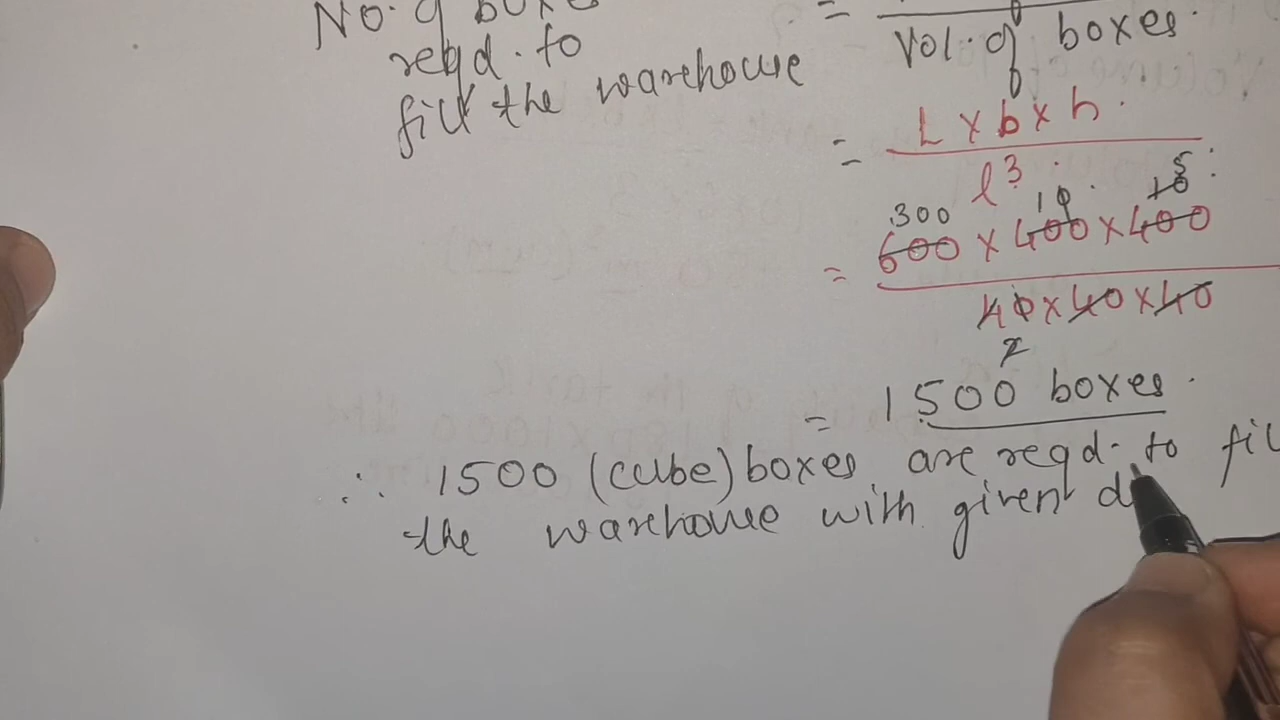 No. of boxes =
reqd. to
fill the warehouse
Vol. of boxes.
= L x b x h.
l³.
300 10 5
= 600 x 400 x 400
40 x 40 x 40
2
= 1500 boxes.
∴ 1500 (cube) boxes are reqd. to fil
the warehouse with given d